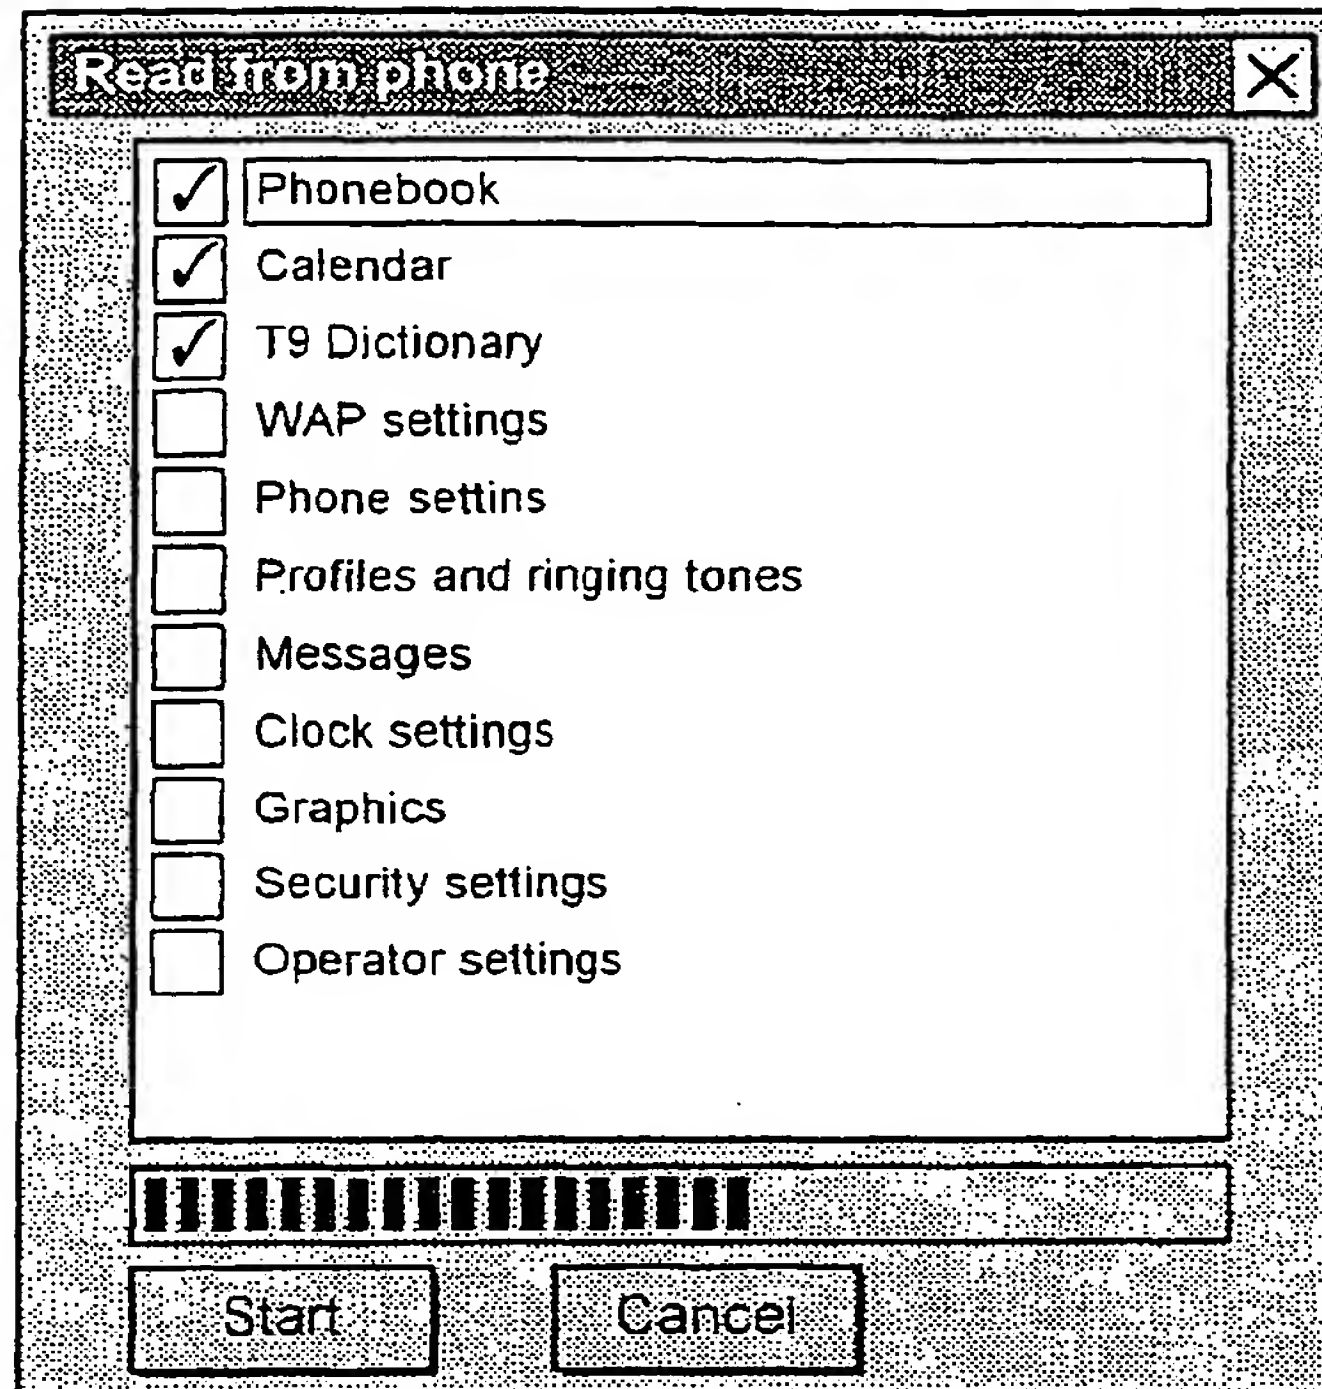 Read from phone
Phonebook
Calendar
T9 Dictionary
WAP settings
Phone settins
Profiles and ringing tones
Messages
Clock settings
Graphics
Security settings
Operator settings
Start
Cancel